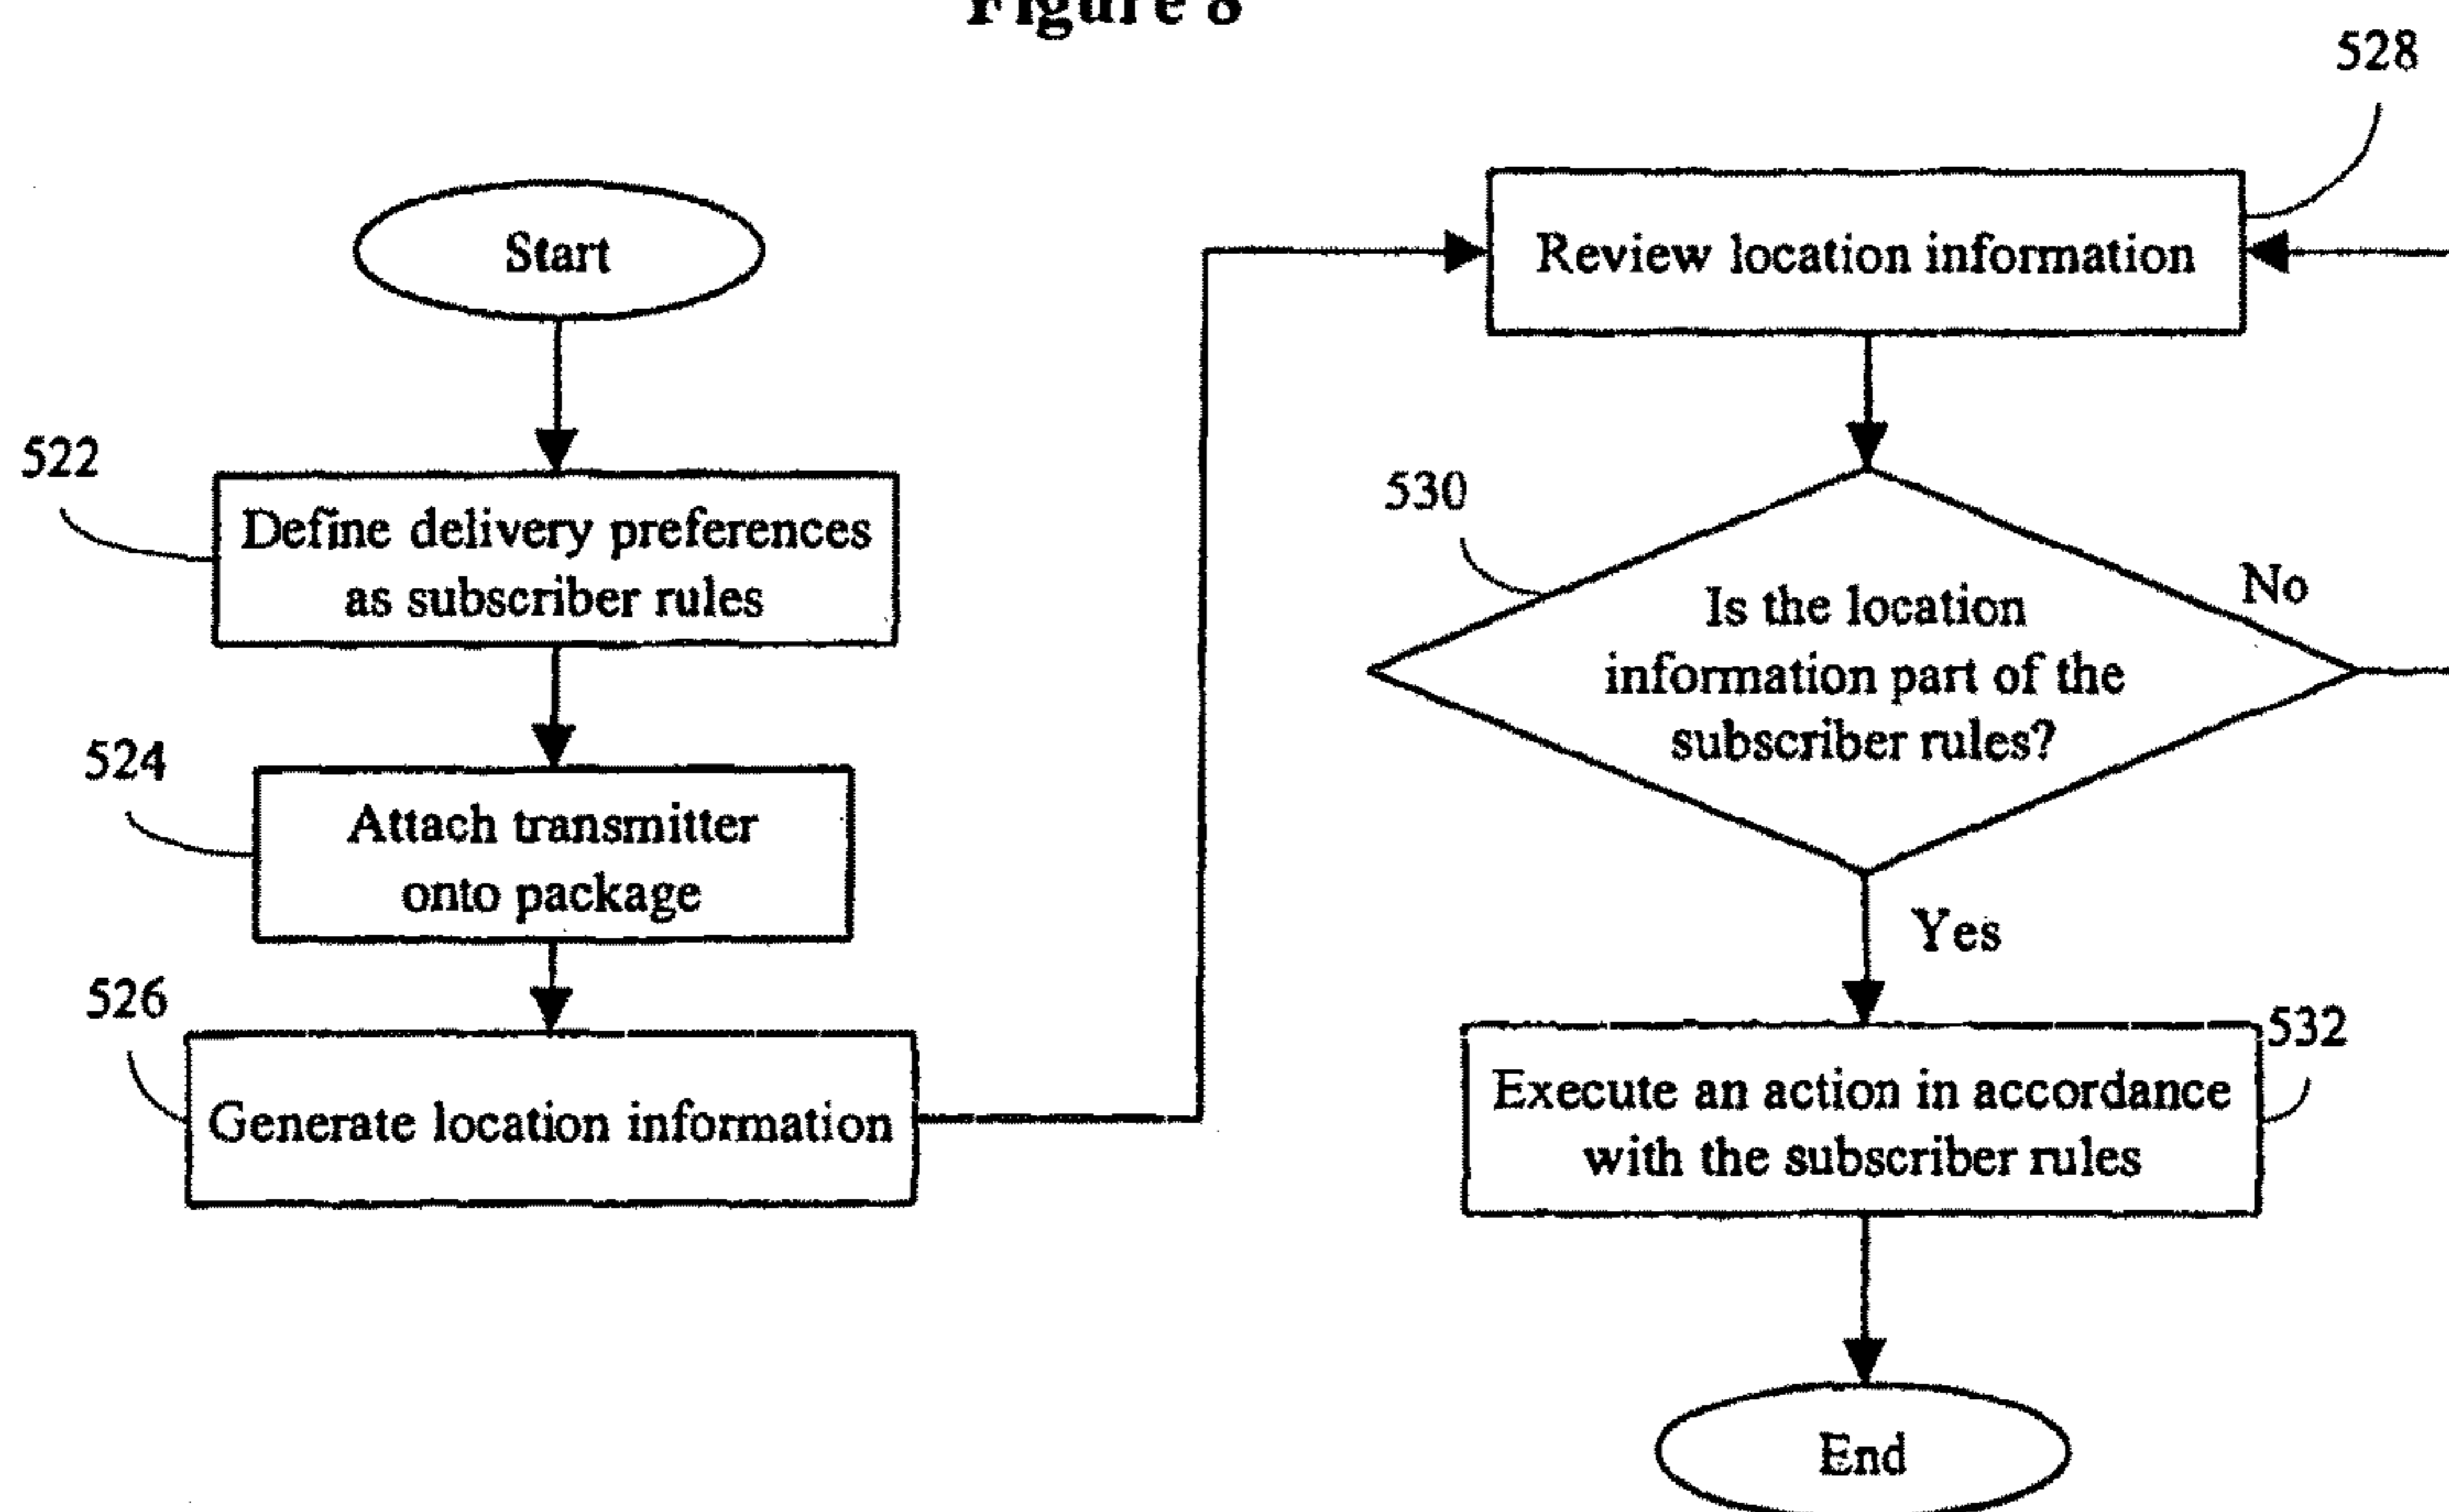 Figure 8
528
Start
Review location information
522
Define delivery preferences
as subscriber rules
530
No
Is the location
information part of the
subscriber rules?
524
Attach transmitter
onto package
Yes
526
Generate location information
532
Execute an action in accordance
with the subscriber rules
End